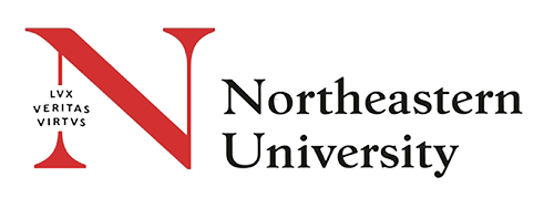 N
LVX
VERITAS
VIRTVS
Northeastern
University